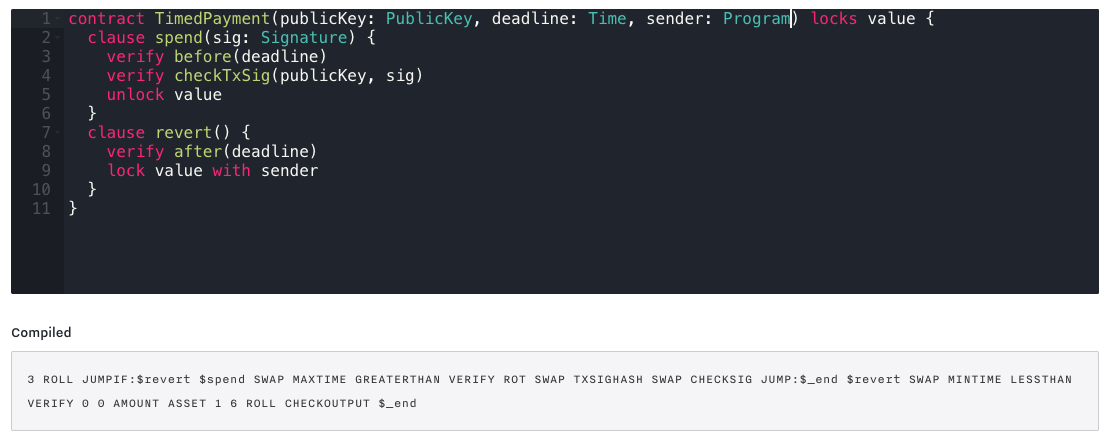 1 contract TimedPayment(publicKey: PublicKey, deadline: Time, sender: Program) locks value {
2 clause spend(sig: Signature) {
3 verify before(deadline)
4 verify checkTxSig(publicKey, sig)
5 unlock value
6 }
7 clause revert() {
8 verify after(deadline)
9 lock value with sender
10 }
11 }
Compiled
3 ROLL JUMPIF:$revert $spend SWAP MAXTIME GREATERTHAN VERIFY ROT SWAP TXSIGHASH SWAP CHECKSIG JUMP:$_end $revert SWAP MINTIME LESSTHAN
VERIFY 0 0 AMOUNT ASSET 1 6 ROLL CHECKOUTPUT $_end